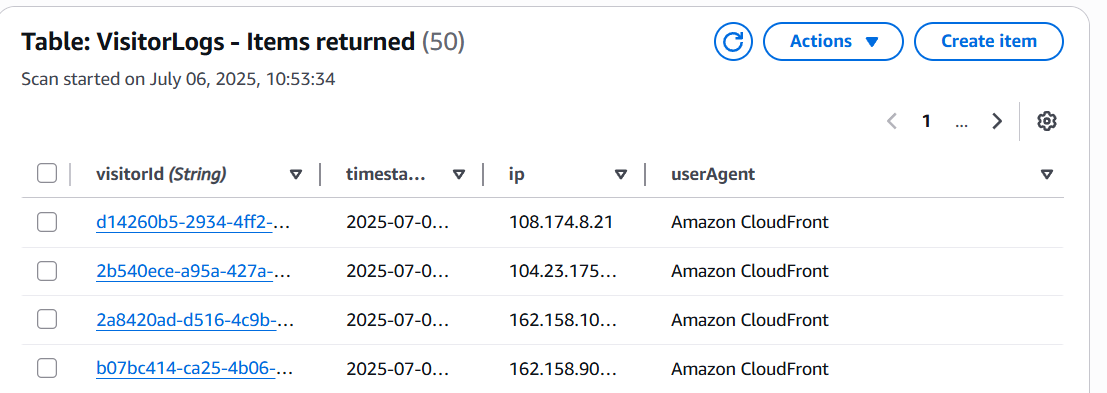 Table: VisitorLogs - Items returned (50)
Actions
Create item
Scan started on July 06, 2025, 10:53:34
1
...
visitorId (String)
timesta...
ip
userAgent
d14260b5-2934-4ff2-...
2025-07-0...
108.174.8.21
Amazon CloudFront
2b540ece-a95a-427a-...
2025-07-0...
104.23.175...
Amazon CloudFront
2a8420ad-d516-4c9b-...
2025-07-0...
162.158.10...
Amazon CloudFront
b07bc414-ca25-4b06-...
2025-07-0...
162.158.90...
Amazon CloudFront